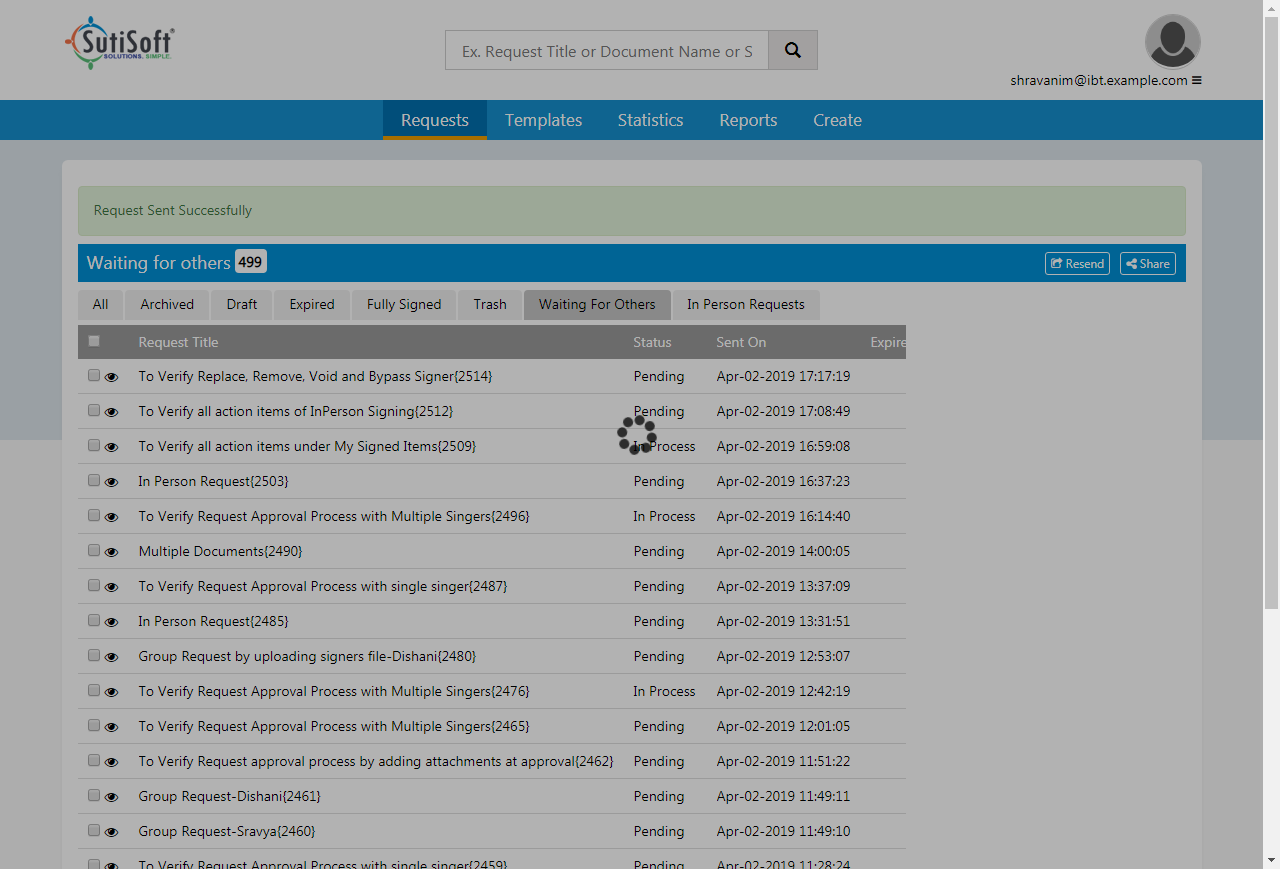 SutiSoft
SOLUTIONS. SIMPLE.
Ex. Request Title or Document Name or S
shravanim@ibt.example.com
Requests Templates Statistics Reports Create
Request Sent Successfully
Waiting for others 499 Resend Share
All Archived Draft Expired Fully Signed Trash Waiting For Others In Person Requests
Request Title Status Sent On Expire
To Verify Replace, Remove, Void and Bypass Signer{2514} Pending Apr-02-2019 17:17:19
To Verify all action items of InPerson Signing{2512} Pending Apr-02-2019 17:08:49
To Verify all action items under My Signed Items{2509} In Process Apr-02-2019 16:59:08
In Person Request{2503} Pending Apr-02-2019 16:37:23
To Verify Request Approval Process with Multiple Singers{2496} In Process Apr-02-2019 16:14:40
Multiple Documents{2490} Pending Apr-02-2019 14:00:05
To Verify Request Approval Process with single singer{2487} Pending Apr-02-2019 13:37:09
In Person Request{2485} Pending Apr-02-2019 13:31:51
Group Request by uploading signers file-Dishani{2480} Pending Apr-02-2019 12:53:07
To Verify Request Approval Process with Multiple Singers{2476} In Process Apr-02-2019 12:42:19
To Verify Request Approval Process with Multiple Singers{2465} Pending Apr-02-2019 12:01:05
To Verify Request approval process by adding attachments at approval{2462} Pending Apr-02-2019 11:51:22
Group Request-Dishani{2461} Pending Apr-02-2019 11:49:11
Group Request-Sravya{2460} Pending Apr-02-2019 11:49:10
To Verify Request Approval Process with single singer{2459} Pending Apr-02-2019 11:28:24